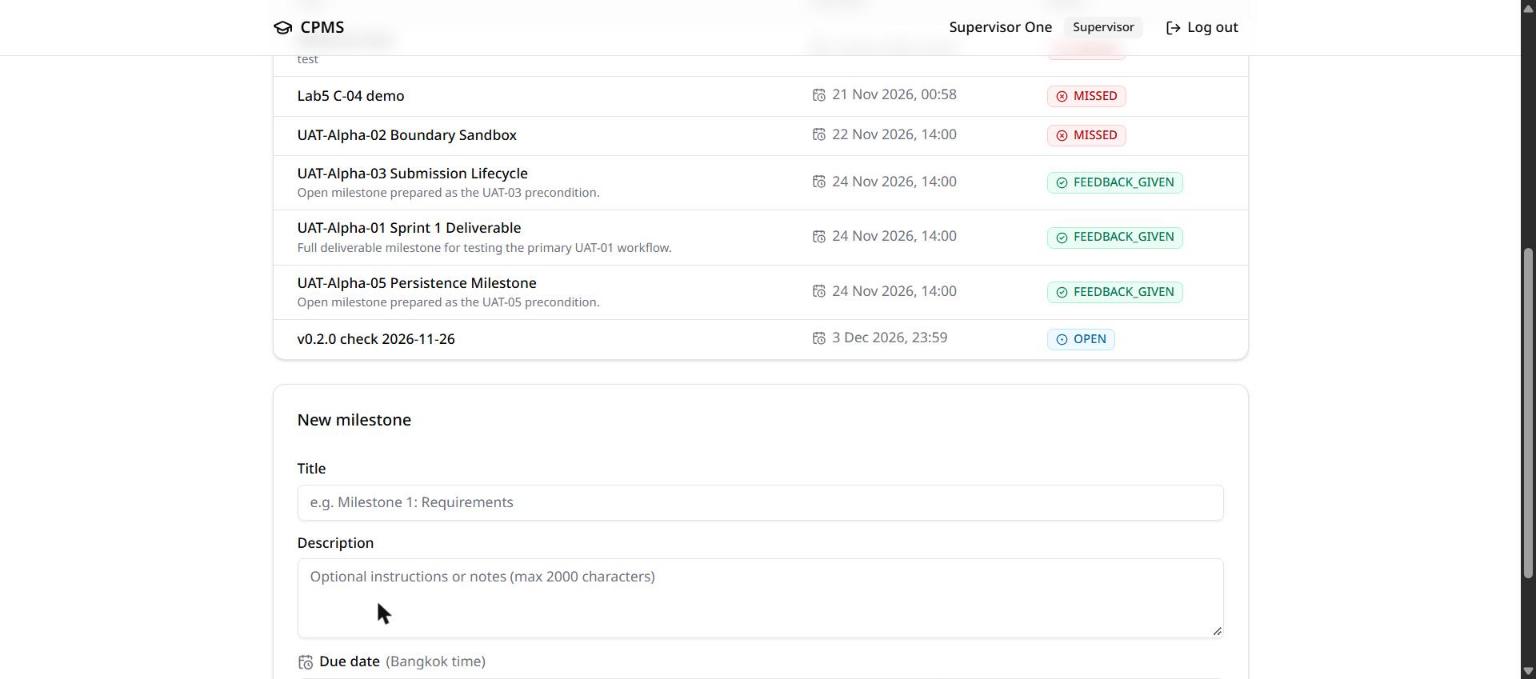 CPMS
Supervisor One Supervisor Log out
test
Lab5 C-04 demo 21 Nov 2026, 00:58 MISSED
UAT-Alpha-02 Boundary Sandbox 22 Nov 2026, 14:00 MISSED
UAT-Alpha-03 Submission Lifecycle
Open milestone prepared as the UAT-03 precondition.
24 Nov 2026, 14:00 FEEDBACK_GIVEN
UAT-Alpha-01 Sprint 1 Deliverable
Full deliverable milestone for testing the primary UAT-01 workflow.
24 Nov 2026, 14:00 FEEDBACK_GIVEN
UAT-Alpha-05 Persistence Milestone
Open milestone prepared as the UAT-05 precondition.
24 Nov 2026, 14:00 FEEDBACK_GIVEN
v0.2.0 check 2026-11-26 3 Dec 2026, 23:59 OPEN
New milestone
Title
e.g. Milestone 1: Requirements
Description
Optional instructions or notes (max 2000 characters)
Due date (Bangkok time)